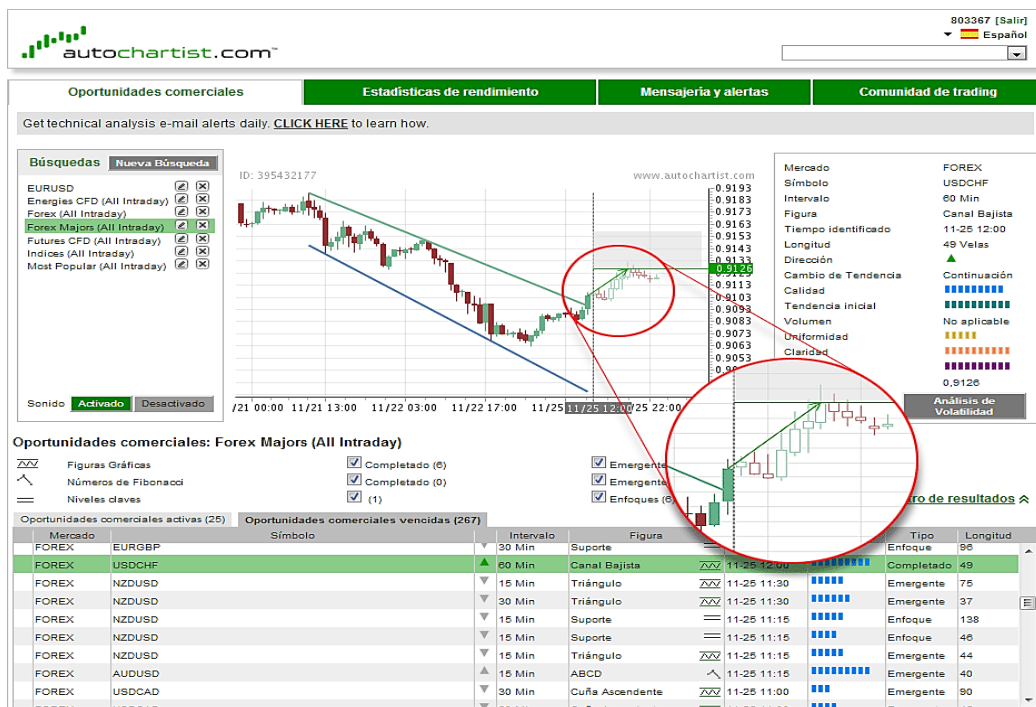 803367 [Salir]
Español
autochartist.com™
Oportunidades comerciales
Estadísticas de rendimiento
Mensajería y alertas
Comunidad de trading
Get technical analysis e-mail alerts daily. CLICK HERE to learn how.
Búsquedas Nueva Búsqueda
EURUSD
Energies CFD (All Intraday)
Forex (All Intraday)
Forex Majors (All Intraday)
Futures CFD (All Intraday)
Indices (All Intraday)
Most Popular (All Intraday)
Sonido Activado Desactivado
ID: 395432177
www.autochartist.com
0.9193
0.9183
0.9173
0.9163
0.9153
0.9143
0.9133
0.9126
0.9113
0.9103
0.9093
0.9083
0.9073
0.9063
0.9053
/21 00:00 11/21 13:00 11/22 03:00 11/22 17:00 11/25 11/25 12:00 /25 22:00
Mercado FOREX
Símbolo USDCHF
Intervalo 60 Min
Figura Canal Bajista
Tiempo identificado 11-25 12:00
Longitud 49 Velas
Dirección
Cambio de Tendencia Continuación
Calidad
Tendencia inicial
Volumen No aplicable
Uniformidad
Claridad
0,9126
Análisis de
Volatilidad
Oportunidades comerciales: Forex Majors (All Intraday)
Figuras Gráficas Completado (6) Emergente
Números de Fibonacci Completado (0) Emergente
Niveles claves (1) Enfoques (6)
ro de resultados
Oportunidades comerciales activas (25) Oportunidades comerciales vencidas (267)
Mercado Símbolo Intervalo Figura Tipo Longitud
FOREX EURGBP 30 Min Suporte Enfoque 96
FOREX USDCHF 60 Min Canal Bajista 11-25 12:00 Completado 49
FOREX NZDUSD 15 Min Triángulo 11-25 11:30 Emergente 75
FOREX NZDUSD 30 Min Triángulo 11-25 11:30 Emergente 37
FOREX NZDUSD 15 Min Suporte 11-25 11:15 Enfoque 138
FOREX NZDUSD 15 Min Suporte 11-25 11:15 Enfoque 46
FOREX NZDUSD 15 Min Triángulo 11-25 11:15 Emergente 44
FOREX AUDUSD 15 Min ABCD 11-25 11:15 Emergente 40
FOREX USDCAD 30 Min Cuña Ascendente 11-25 11:00 Emergente 90